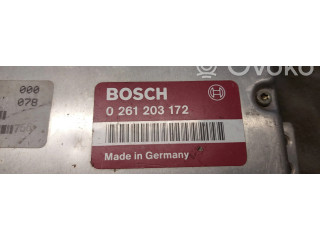 OVOKO
000
078
BOSCH
0 261 203 172
Made in Germany